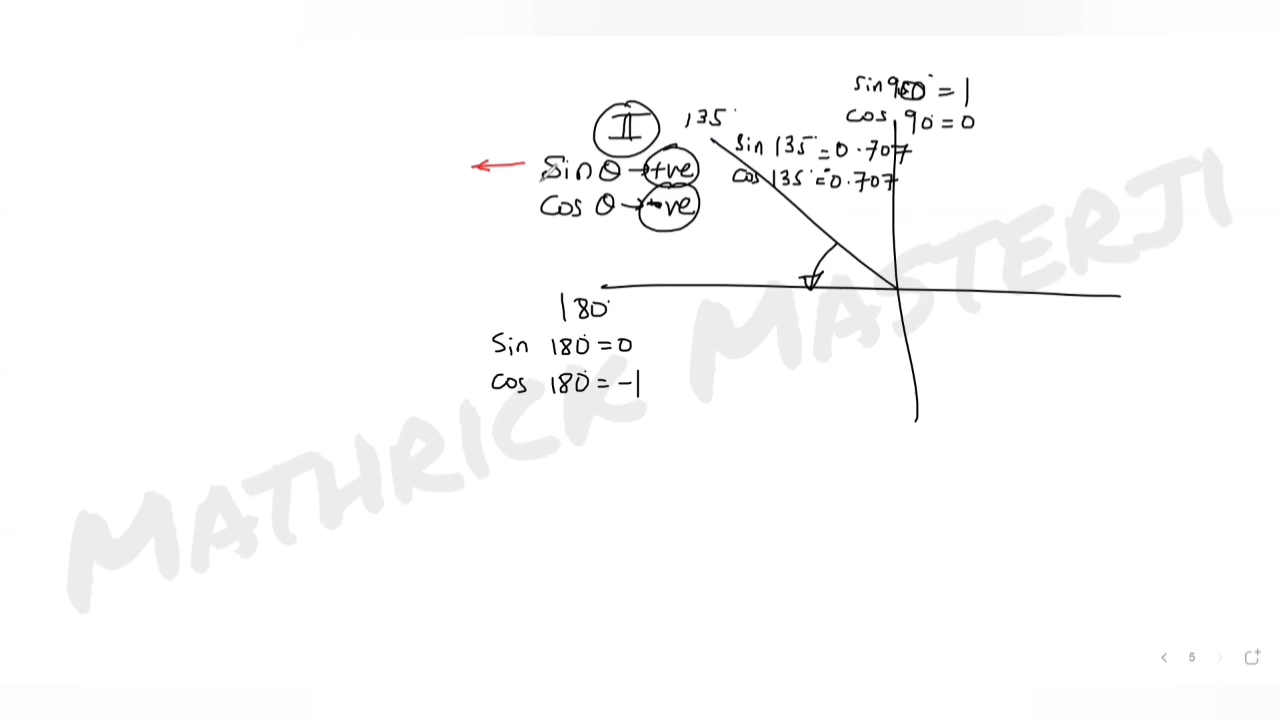 sin 90° = 1
cos 90° = 0
II
135°
sin 135° = 0.707
cos 135° = 0.707
Sin θ → +ve
Cos θ → -ve
180°
Sin 180° = 0
cos 180° = -1
MATHRICK MASTERJI
5